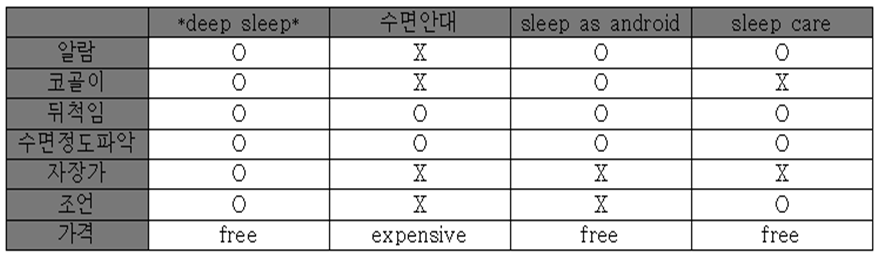 *deep sleep* 수면안대 sleep as android sleep care
알람 O X O O
코골이 O X O X
뒤척임 O O O O
수면정도파악 O O O O
자장가 O X X X
조언 O X X O
가격 free expensive free free